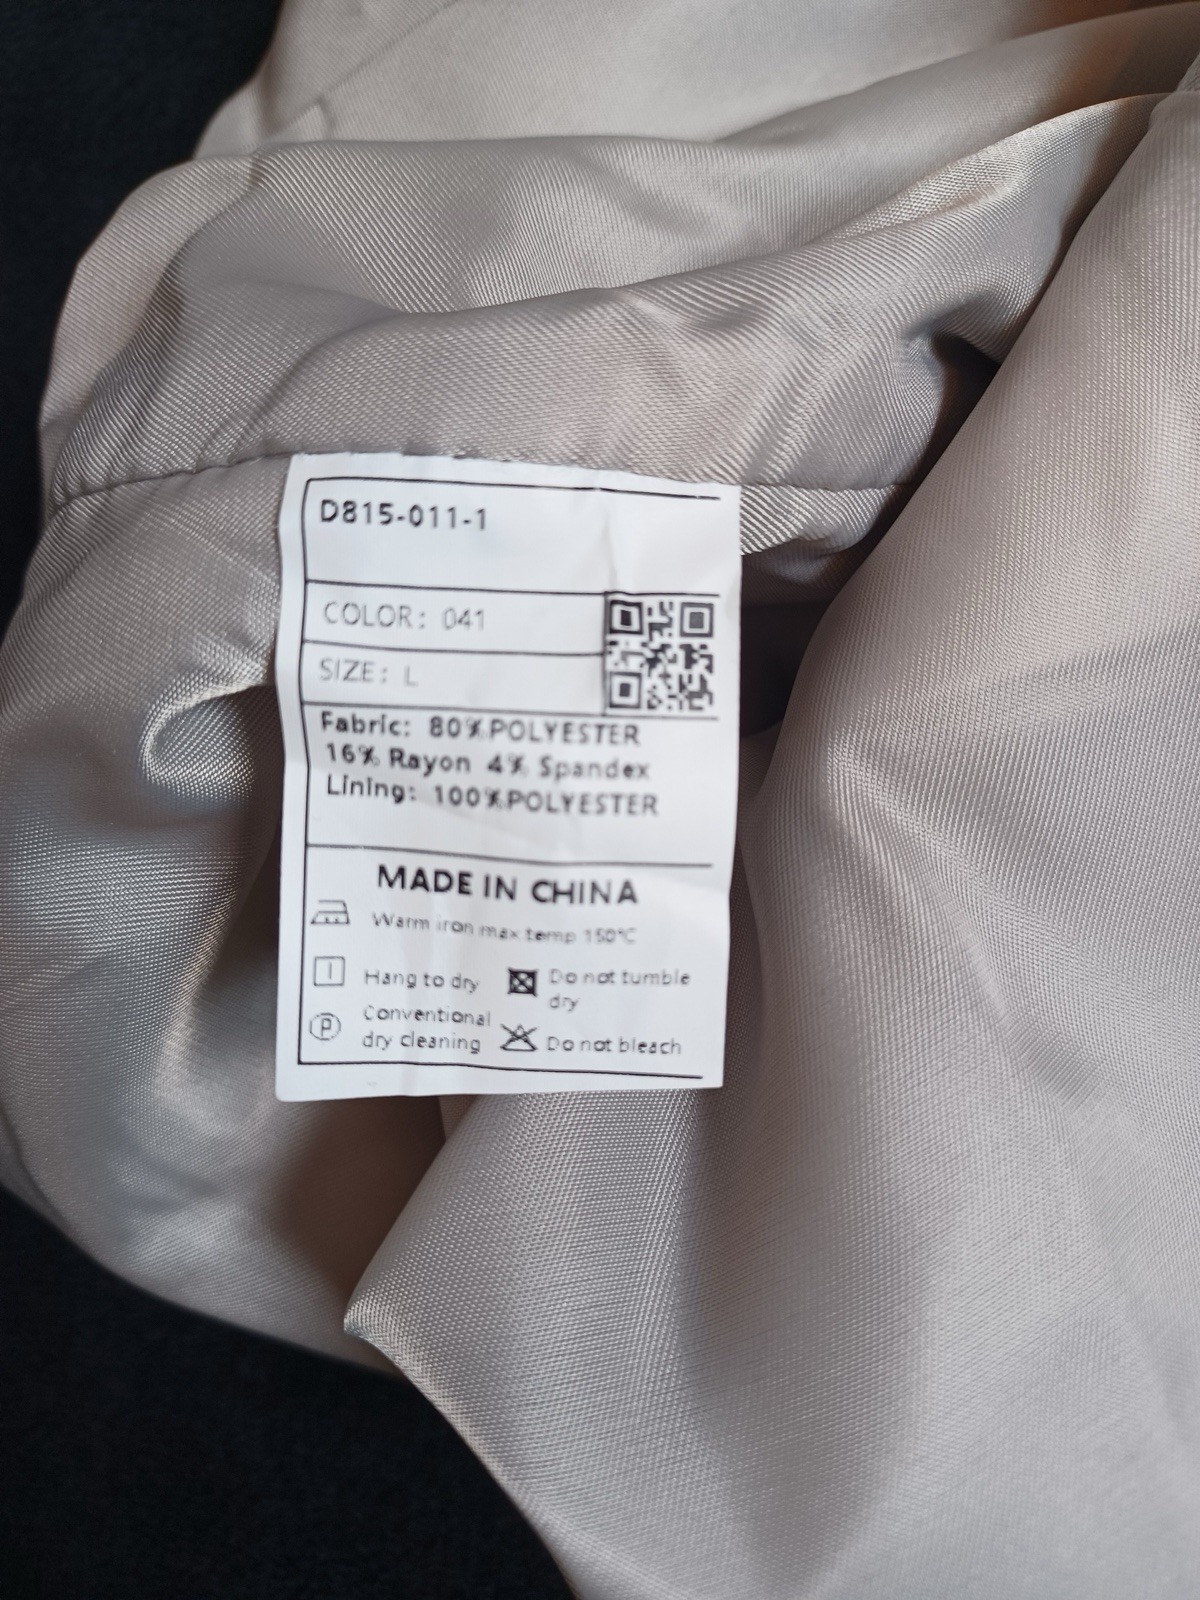 D815-011-1
COLOR: 041
SIZE: L
Fabric: 80%POLYESTER
16% Rayon 4% Spandex
Lining: 100%POLYESTER
MADE IN CHINA
Warm iron max temp 150℃
Hang to dry
Do not tumble
dry
Conventional
dry cleaning
Do not bleach
P